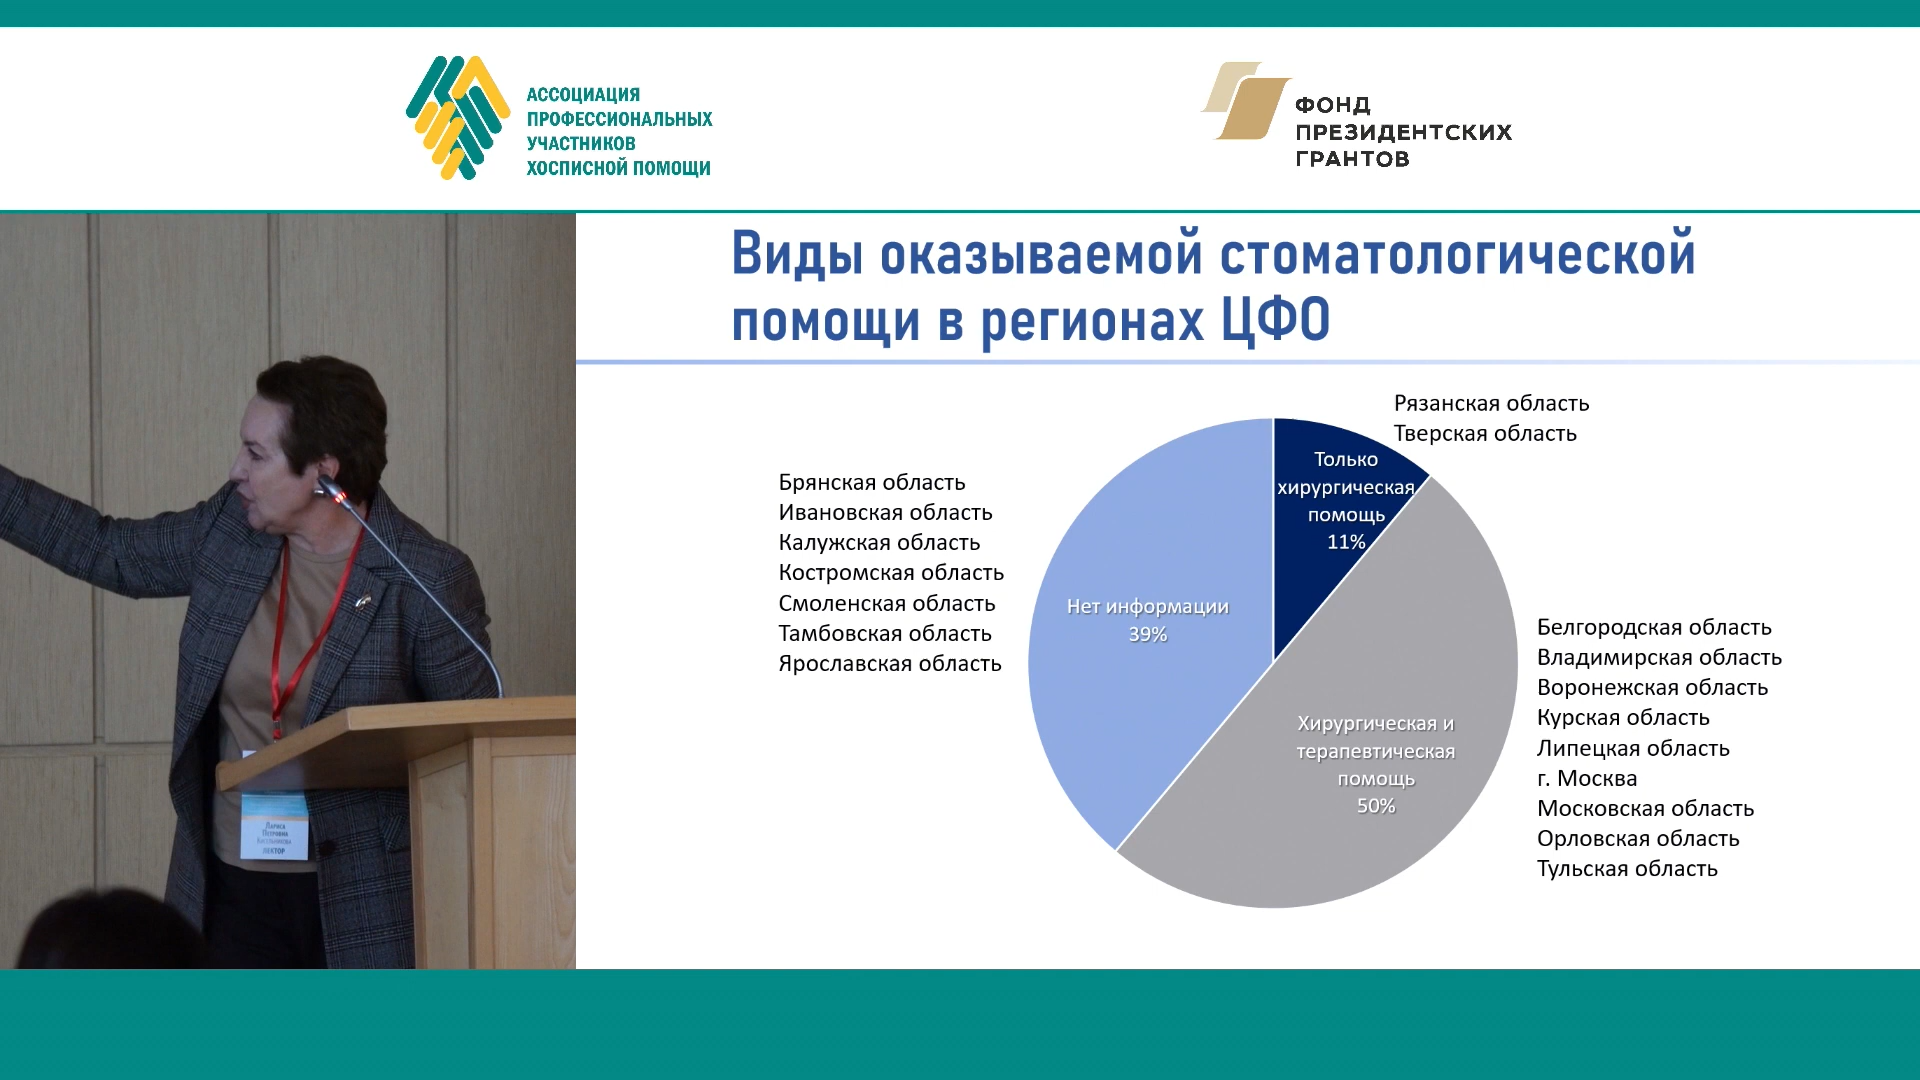 АССОЦИАЦИЯ
ПРОФЕССИОНАЛЬНЫХ
УЧАСТНИКОВ
ХОСПИСНОЙ ПОМОЩИ
ФОНД
ПРЕЗИДЕНТСКИХ
ГРАНТОВ
Виды оказываемой стоматологической
помощи в регионах ЦФО
Рязанская область
Тверская область
Только
хирургическая
помощь
11%
Брянская область
Ивановская область
Калужская область
Костромская область
Смоленская область
Тамбовская область
Ярославская область
Нет информации
39%
Хирургическая и
терапевтическая
помощь
50%
Белгородская область
Владимирская область
Воронежская область
Курская область
Липецкая область
г. Москва
Московская область
Орловская область
Тульская область
Лариса
Петровна
ЛЕКТОР